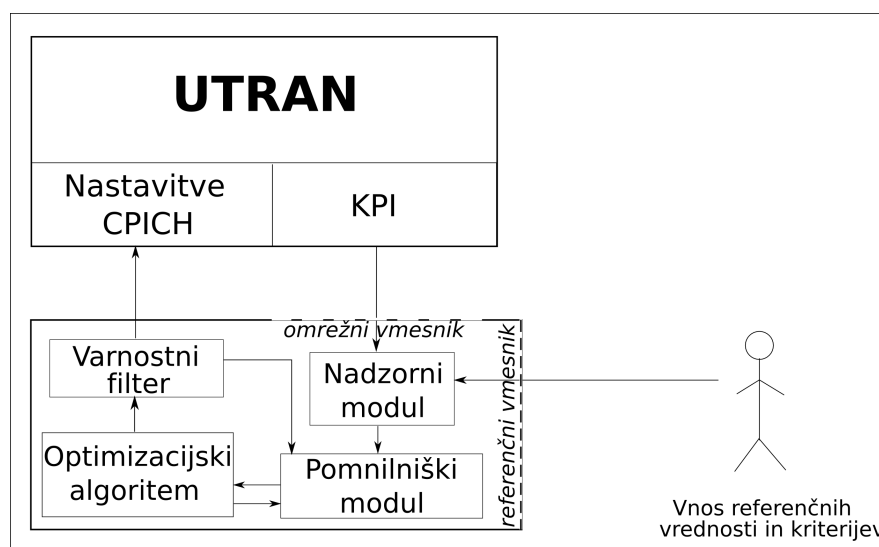 UTRAN
Nastavitve
CPICH
KPI
omrežni vmesnik
referenčni vmesnik
Varnostni
filter
Nadzorni
modul
Optimizacijski
algoritem
Pomnilniški
modul
Vnos referenčnih
vrednosti in kriterijev